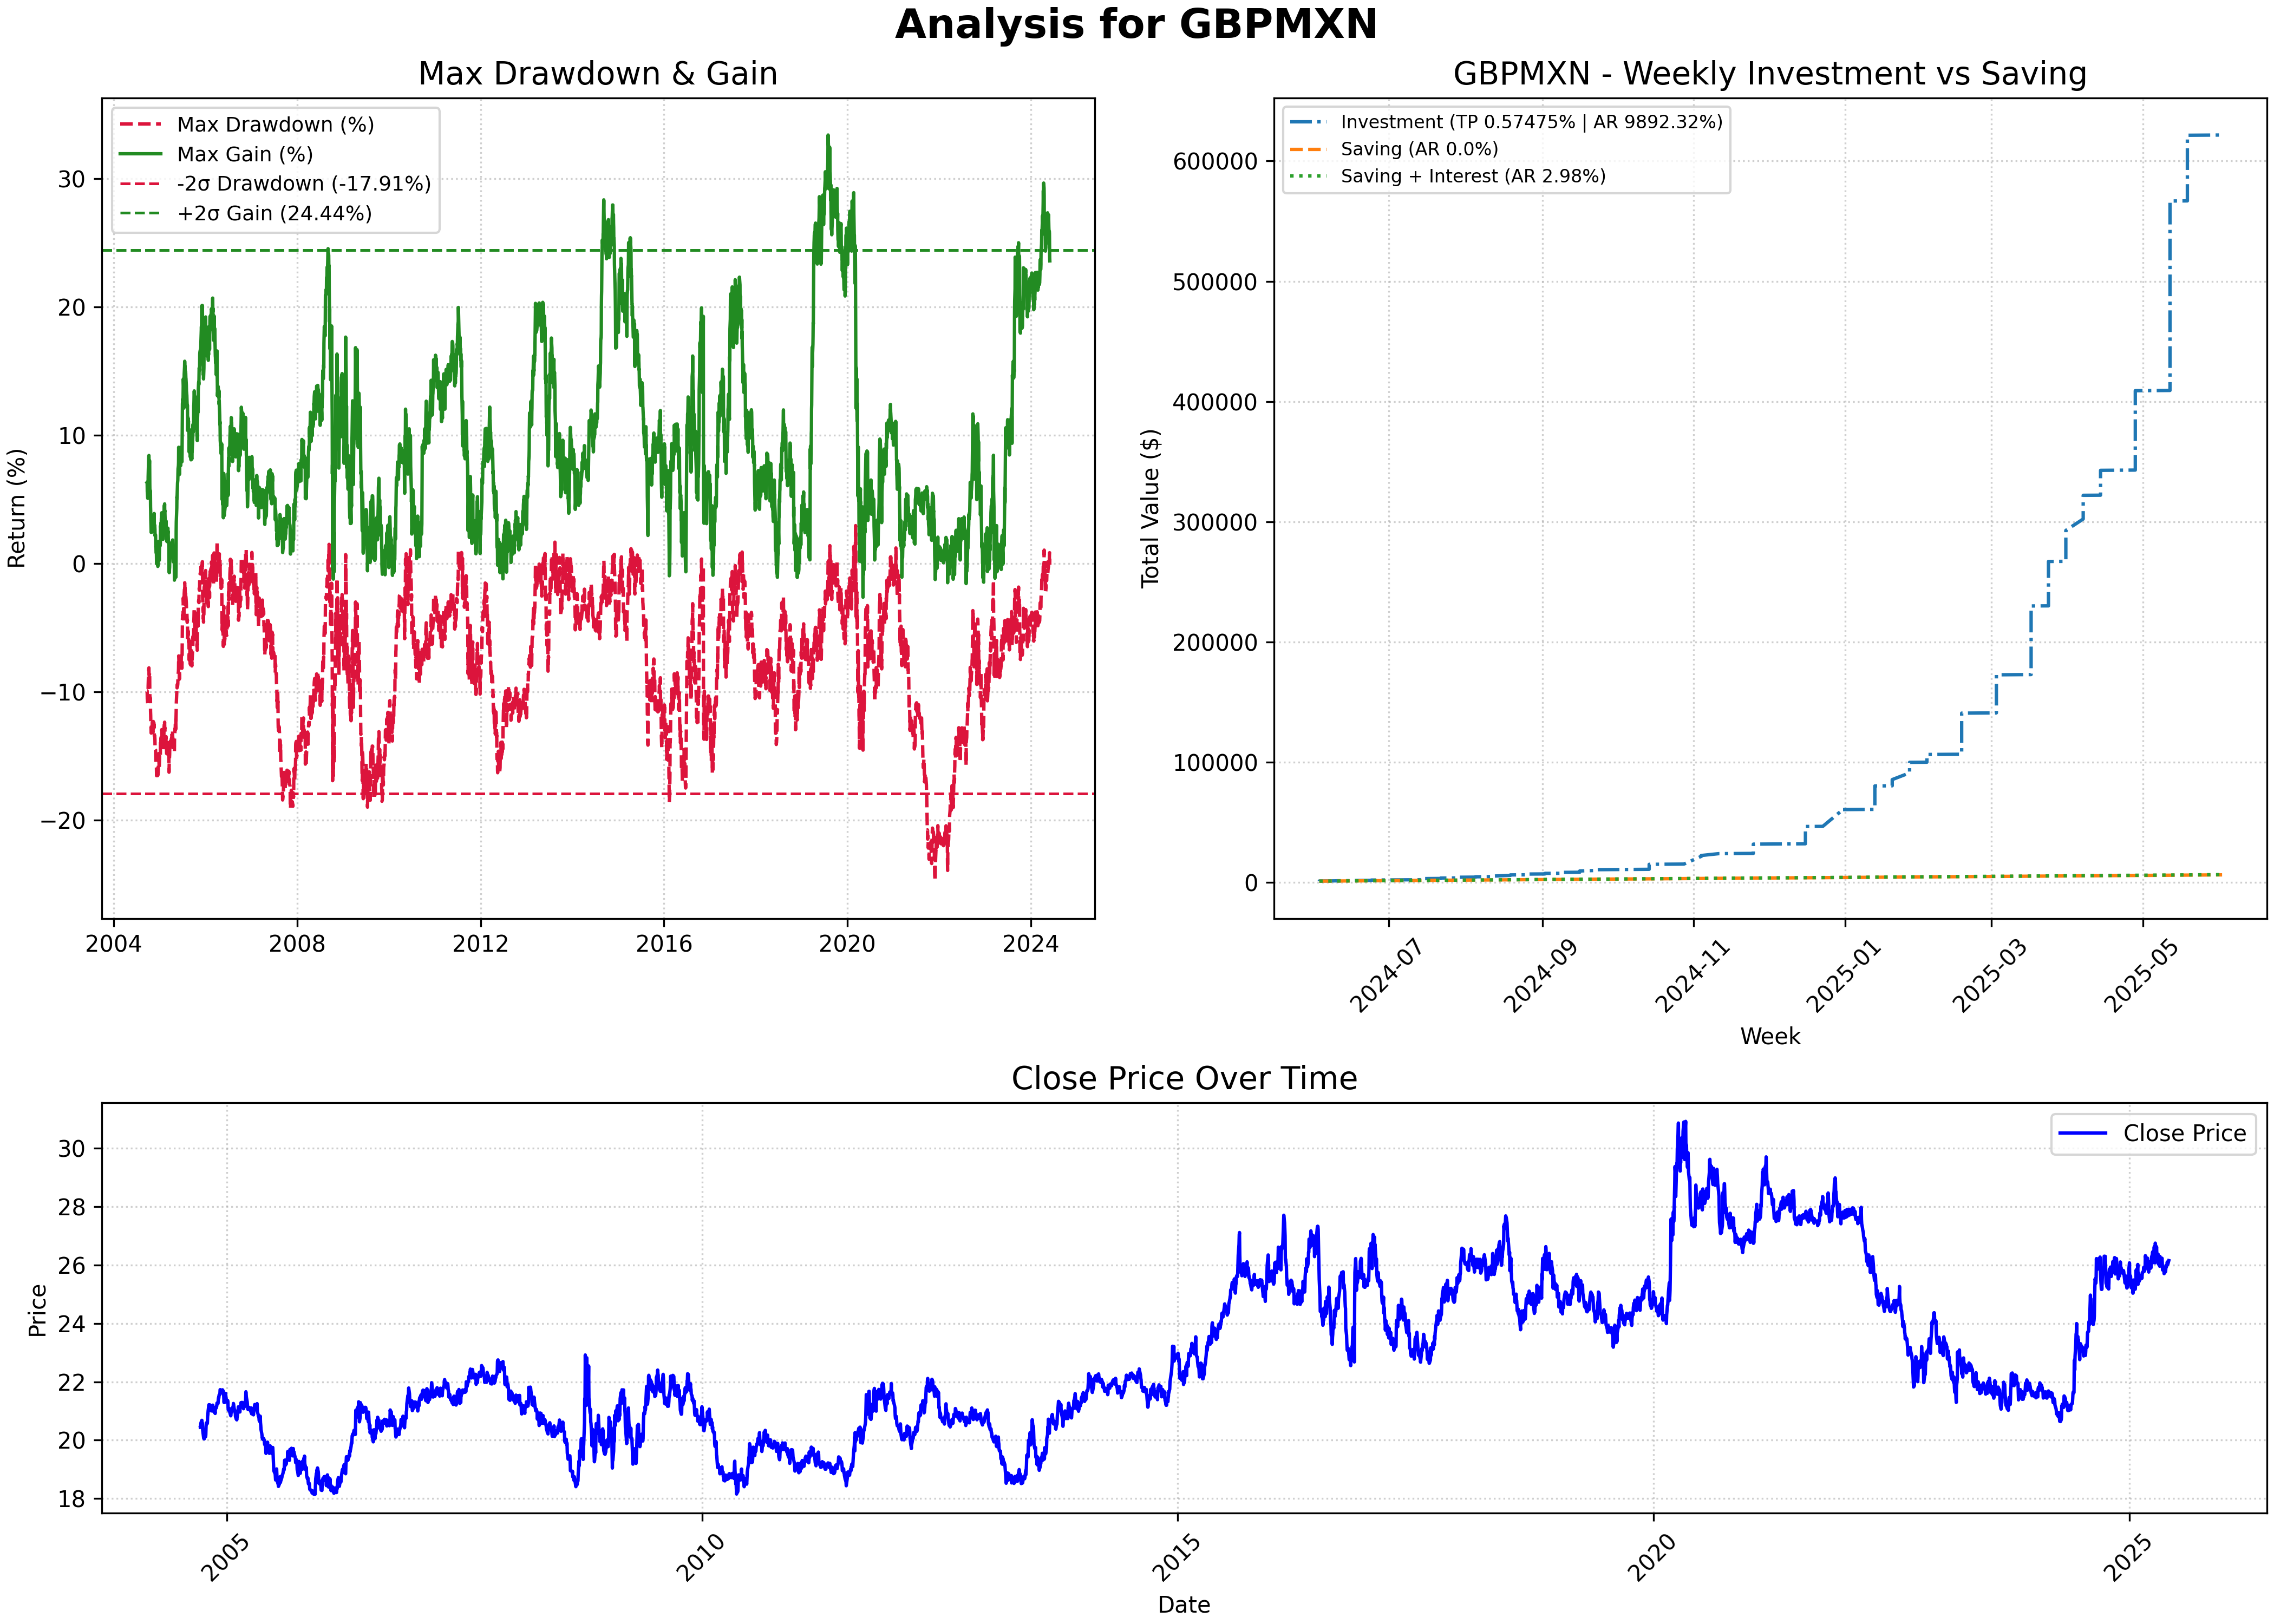 Analysis for GBPMXN
Max Drawdown & Gain
Max Drawdown (%)
Max Gain (%)
-2σ Drawdown (-17.91%)
+2σ Gain (24.44%)
Return (%)
30
20
10
0
−10
−20
2004
2008
2012
2016
2020
2024
GBPMXN - Weekly Investment vs Saving
Investment (TP 0.57475% | AR 9892.32%)
Saving (AR 0.0%)
Saving + Interest (AR 2.98%)
Total Value ($)
600000
500000
400000
300000
200000
100000
0
2024-07
2024-09
2024-11
2025-01
2025-03
2025-05
Week
Close Price Over Time
Close Price
Price
30
28
26
24
22
20
18
2005
2010
2015
2020
2025
Date